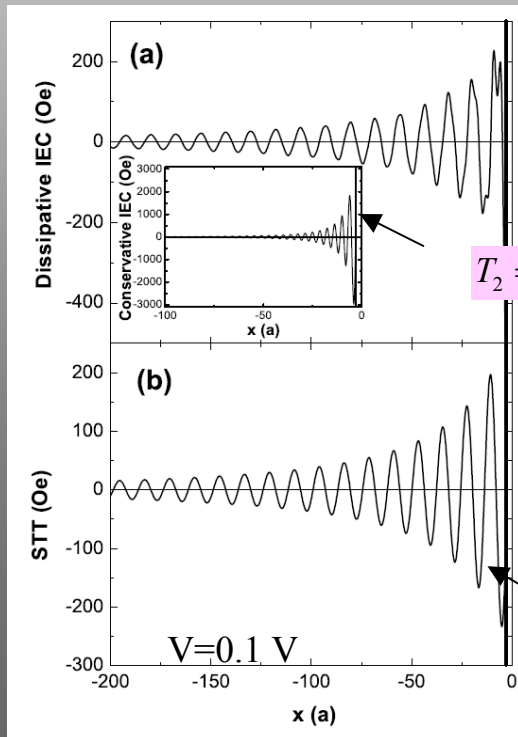 (a)
200
0
-200
-400
Dissipative IEC (Oe)
3000
2000
1000
0
-1000
-2000
-3000
Conservative IEC (Oe)
-100
-50
0
x (a)
T₂ =
(b)
200
100
0
-100
-200
-300
STT (Oe)
V=0.1 V
-200
-150
-100
-50
0
x (a)